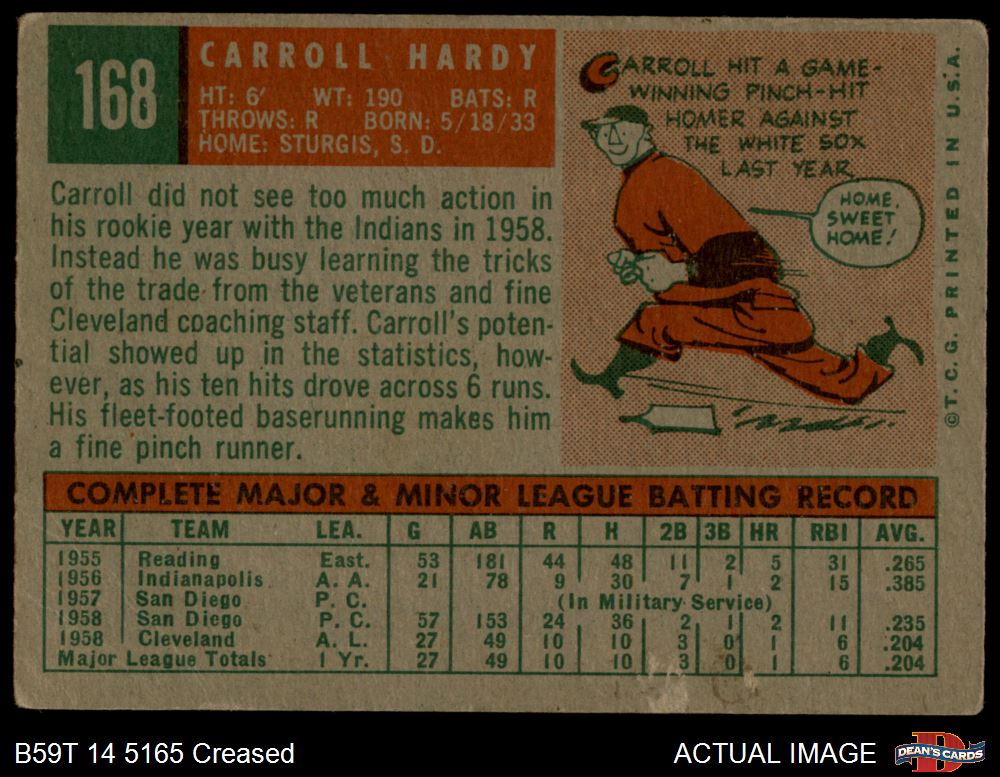 168
CARROLL HARDY
HT: 6' WT: 190 BATS: R
THROWS: R BORN: 5/18/33
HOME: STURGIS, S. D.
Carroll did not see too much action in
his rookie year with the Indians in 1958.
Instead he was busy learning the tricks
of the trade from the veterans and fine
Cleveland coaching staff. Carroll's poten-
tial showed up in the statistics, how-
ever, as his ten hits drove across 6 runs.
His fleet-footed baserunning makes him
a fine pinch runner.
CARROLL HIT A GAME-
WINNING PINCH-HIT
HOMER AGAINST
THE WHITE SOX
LAST YEAR.
HOME,
SWEET
HOME!
©T.C.G. PRINTED IN U.S.A.
COMPLETE MAJOR & MINOR LEAGUE BATTING RECORD
YEAR TEAM LEA. G AB R H 2B 3B HR RBI AVG.
1955 Reading East. 53 181 44 48 11 2 5 31 .265
1956 Indianapolis A. A. 21 78 9 30 7 1 2 15 .385
1957 San Diego P. C. (In Military Service)
1958 San Diego P. C. 57 153 24 36 2 1 2 11 .235
1958 Cleveland A. L. 27 49 10 10 3 0 1 6 .204
Major League Totals 1 Yr. 27 49 10 10 3 0 1 6 .204
B59T 14 5165 Creased
ACTUAL IMAGE
DEAN'S CARDS